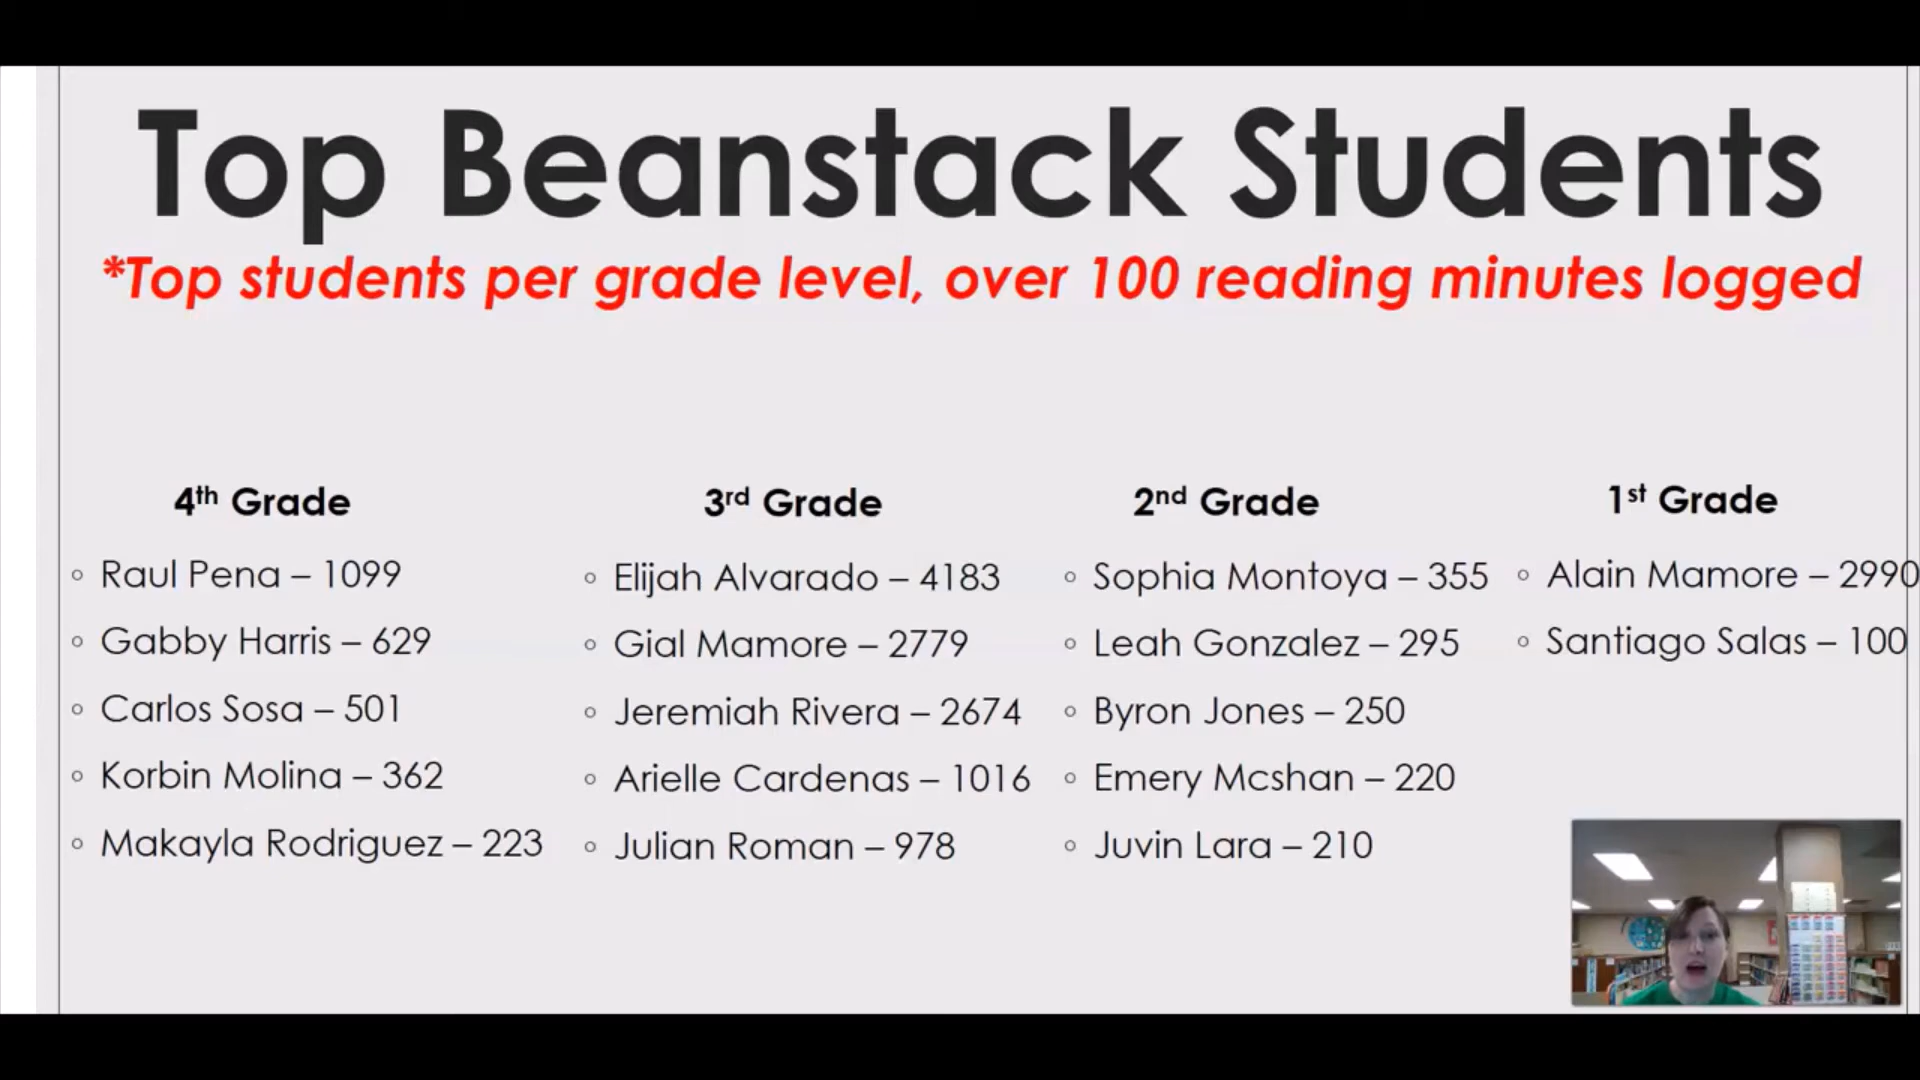 Top Beanstack Students
*Top students per grade level, over 100 reading minutes logged
4th Grade
Raul Pena – 1099
Gabby Harris – 629
Carlos Sosa – 501
Korbin Molina – 362
Makayla Rodriguez – 223
3rd Grade
Elijah Alvarado – 4183
Gial Mamore – 2779
Jeremiah Rivera – 2674
Arielle Cardenas – 1016
Julian Roman – 978
2nd Grade
Sophia Montoya – 355
Leah Gonzalez – 295
Byron Jones – 250
Emery Mcshan – 220
Juvin Lara – 210
1st Grade
Alain Mamore – 2990
Santiago Salas – 100